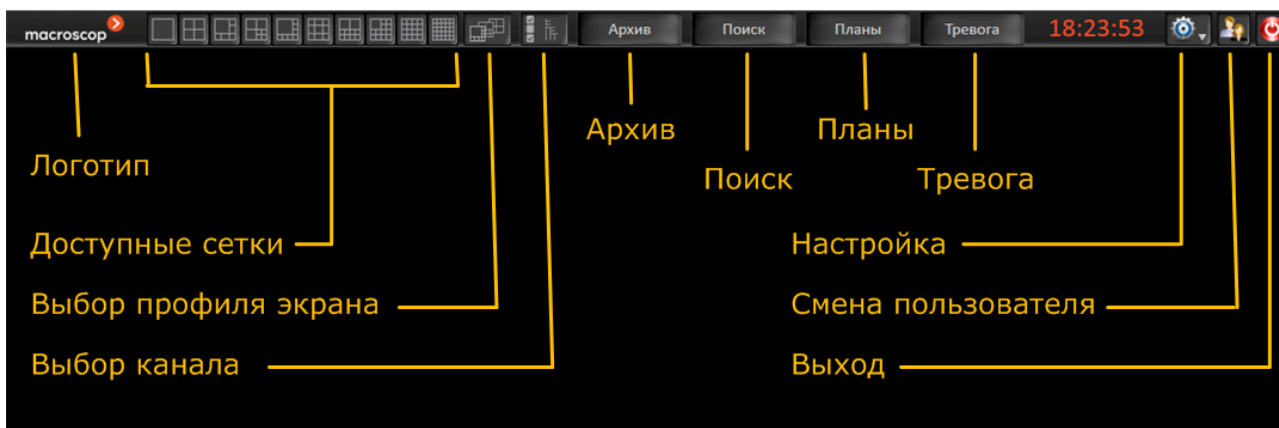 macroscop Архив Поиск Планы Тревога 18:23:53
Архив Планы
Логотип
Поиск Тревога
Доступные сетки Настройка
Выбор профиля экрана Смена пользователя
Выбор канала Выход